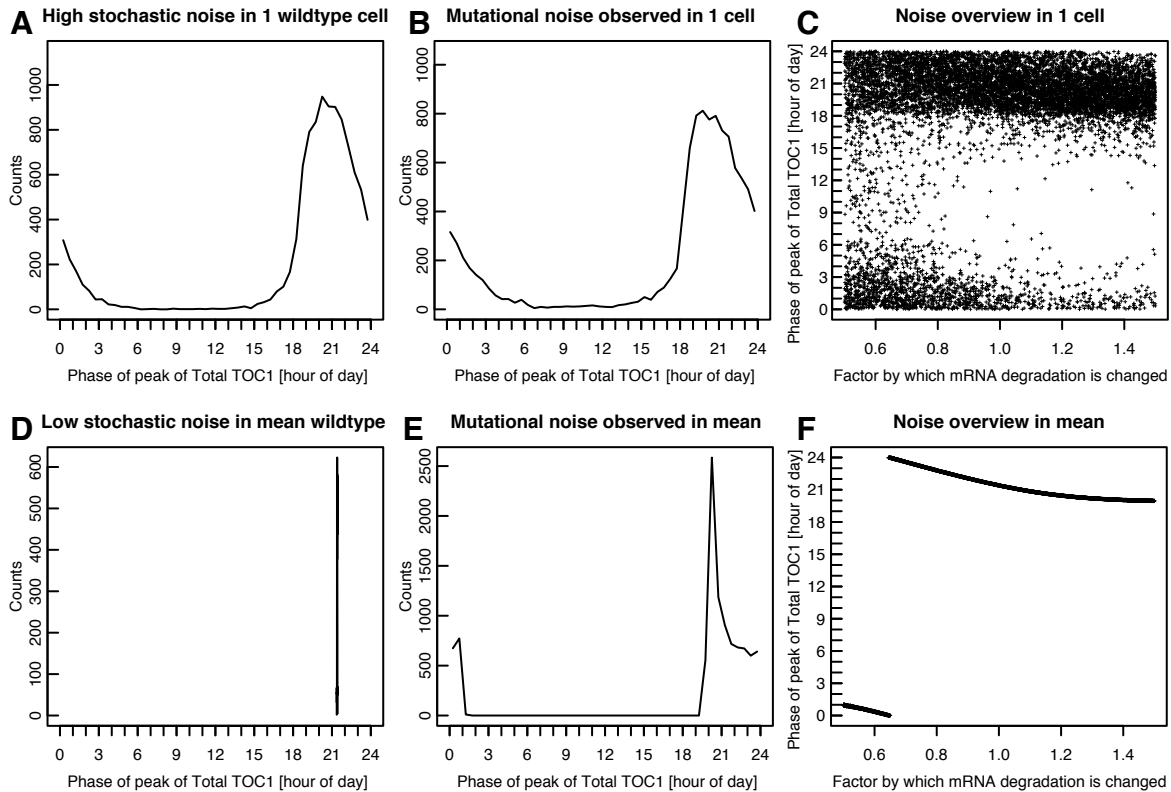 A High stochastic noise in 1 wildtype cell
Counts
0 200 400 600 800 1000
0 3 6 9 12 15 18 21 24
Phase of peak of Total TOC1 [hour of day]
B Mutational noise observed in 1 cell
Counts
0 200 400 600 800 1000
0 3 6 9 12 15 18 21 24
Phase of peak of Total TOC1 [hour of day]
C Noise overview in 1 cell
Phase of peak of Total TOC1 [hour of day]
0 3 6 9 12 15 18 21 24
0.6 0.8 1.0 1.2 1.4
Factor by which mRNA degradation is changed
D Low stochastic noise in mean wildtype
Counts
0 100 200 300 400 500 600
0 3 6 9 12 15 18 21 24
Phase of peak of Total TOC1 [hour of day]
E Mutational noise observed in mean
Counts
0 500 1000 1500 2000 2500
0 3 6 9 12 15 18 21 24
Phase of peak of Total TOC1 [hour of day]
F Noise overview in mean
Phase of peak of Total TOC1 [hour of day]
0 3 6 9 12 15 18 21 24
0.6 0.8 1.0 1.2 1.4
Factor by which mRNA degradation is changed